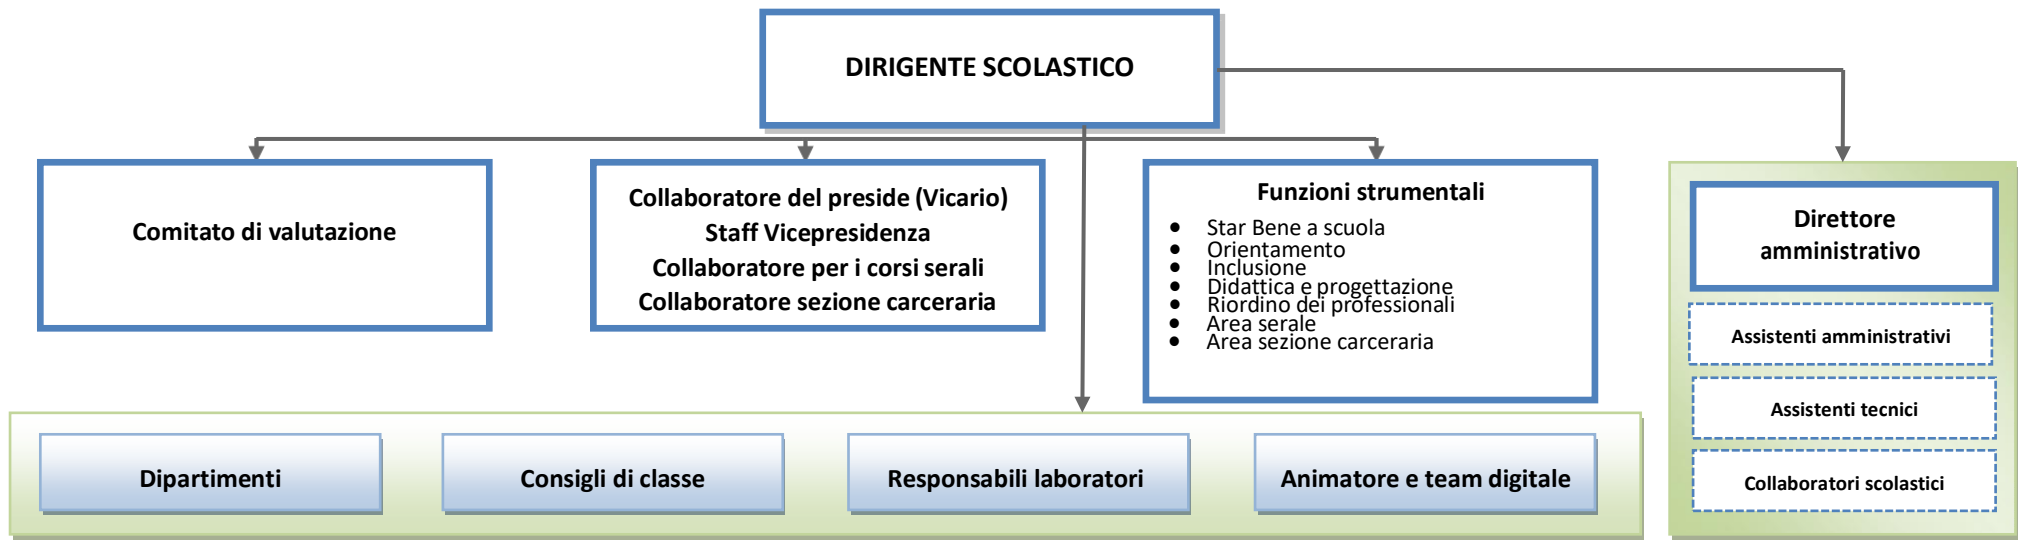 DIRIGENTE SCOLASTICO
Comitato di valutazione
Collaboratore del preside (Vicario)
Staff Vicepresidenza
Collaboratore per i corsi serali
Collaboratore sezione carceraria
Funzioni strumentali
● Star Bene a scuola
● Orientamento
● Inclusione
● Didattica e progettazione
● Riordino dei professionali
● Area serale
● Area sezione carceraria
Direttore
amministrativo
Assistenti amministrativi
Assistenti tecnici
Collaboratori scolastici
Dipartimenti
Consigli di classe
Responsabili laboratori
Animatore e team digitale